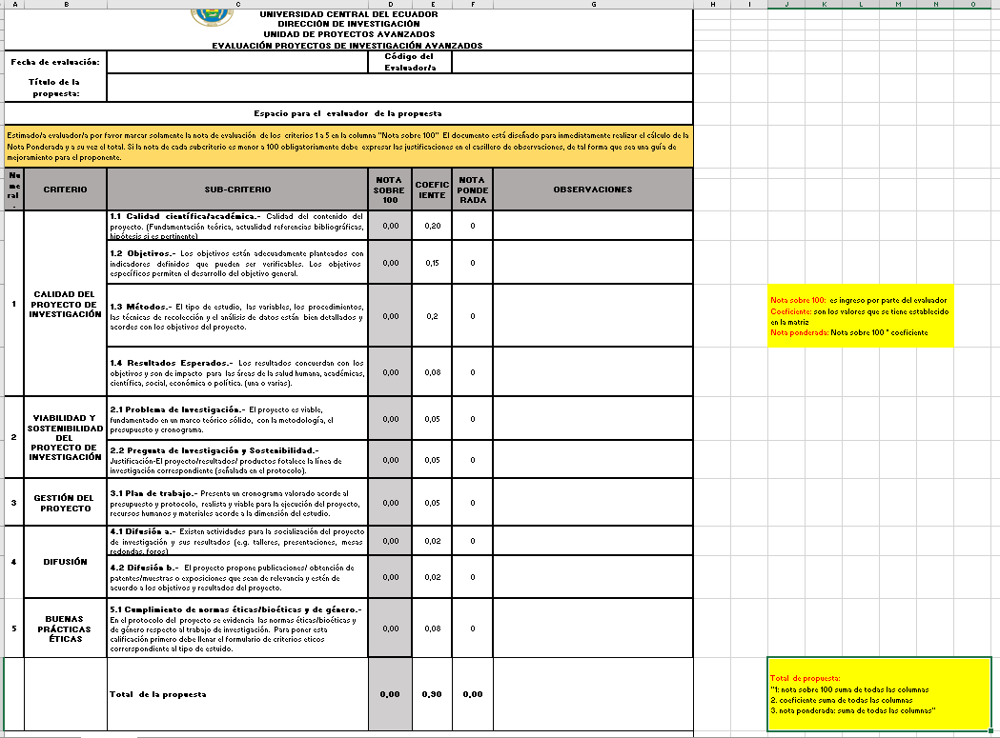 A B C D E F G H I J K L M N O
UNIVERSIDAD CENTRAL DEL ECUADOR
DIRECCIÓN DE INVESTIGACIÓN
UNIDAD DE PROYECTOS AVANZADOS
EVALUACIÓN PROYECTOS DE INVESTIGACIÓN AVANZADOS
Fecha de evaluación:
Código del
Evaluador/a
Título de la
propuesta:
Espacio para el evaluador de la propuesta
Estimado/a evaluador/a por favor marcar solamente la nota de evaluación de los criterios 1 a 5 en la columna "Nota sobre 100" El documento está diseñado para inmediatamente realizar el cálculo de la
Nota Ponderada y a su vez el total. Si la nota de cada subcriterio es menor a 100 obligatoriamente debe expresar las justificaciones en el casillero de observaciones, de tal forma que sea una guía de
mejoramiento para el proponente.
Nu
me
ral
.
CRITERIO
SUB-CRITERIO
NOTA
SOBRE
100
COEFIC
IENTE
NOTA
PONDE
RADA
OBSERVACIONES
1
CALIDAD DEL
PROYECTO DE
INVESTIGACIÓN
1.1 Calidad científica/académica.- Calidad del contenido del
proyecto. (Fundamentación teórica, actualidad referencias bibliográficas,
hipótesis si es pertinente)
0,00 0,20 0
1.2 Objetivos.- Los objetivos están adecuadamente planteados con
indicadores definidos que pueden ser verificables. Los objetivos
específicos permiten el desarrollo del objetivo general.
0,00 0,15 0
1.3 Métodos.- El tipo de estudio, las variables, los procedimientos,
las técnicas de recolección y el análisis de datos están bien detallados y
acordes con los objetivos del proyecto.
0,00 0,2 0
Nota sobre 100: es ingreso por parte del evaluador
Coeficiente: son los valores que se tiene establecido
en la matriz
Nota ponderada: Nota sobre 100 * coeficiente
1.4 Resultados Esperados.- Los resultados concuerdan con los
objetivos y son de impacto para las áreas de la salud humana, académicas,
científica, social, económica o política. (una o varias).
0,00 0,08 0
2
VIABILIDAD Y
SOSTENIBILIDAD
DEL
PROYECTO DE
INVESTIGACIÓN
2.1 Problema de Investigación.- El proyecto es viable,
fundamentado en un marco teórico sólido, con la metodología, el
presupuesto y cronograma.
0,00 0,05 0
2.2 Pregunta de Investigación y Sostenibilidad.-
Justificación-El proyecto/resultados/ productos fotalece la línea de
investigación correspondiente (señalada en el protocolo).
0,00 0,05 0
3
GESTIÓN DEL
PROYECTO
3.1 Plan de trabajo.- Presenta un cronograma valorado acorde al
presupuesto y protocolo, realista y viable para la ejecución del proyecto,
recursos humanos y materiales acorde a la dimensión del estudio.
0,00 0,05 0
4
DIFUSIÓN
4.1 Difusión a.- Existen actividades para la socialización del proyecto
de investigación y sus resultados (e.g. talleres, presentaciones, mesas
redondas, foros)
0,00 0,02 0
4.2 Difusión b.- El proyecto propone publicaciones/ obtención de
patentes/muestras o exposiciones que sean de relevancia y estén de
acuerdo a los objetivos y resultados del proyecto.
0,00 0,02 0
5
BUENAS
PRÁCTICAS
ÉTICAS
5.1 Cumplimiento de normas éticas/bioéticas y de género.-
En el protocolo del proyecto se evidencia las normas éticas/bioéticas y
de género respecto al trabajo de investigación. Para poner esta
calificación primero debe llenar el formulario de criterios eticos
correrspondiente al tipo de estuido.
0,00 0,08 0
Total de la propuesta
0,00 0,90 0,00
Total de propuesta:
"1: nota sobre 100 suma de todas las columnas
2. coeficiente suma de todas las columnas
3. nota ponderada: suma de todas las columnas"